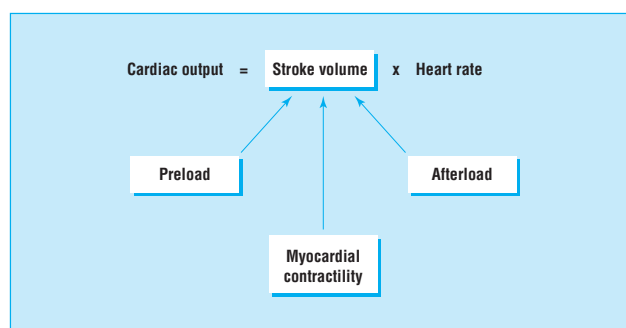 Cardiac output = Stroke volume x Heart rate
Preload
Afterload
Myocardial
contractility